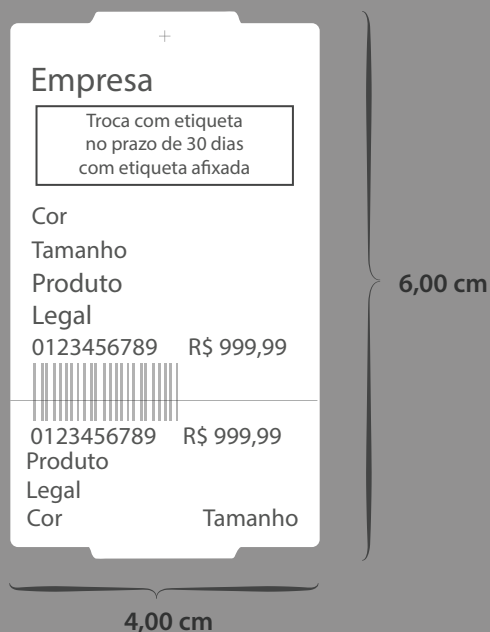 Empresa
Troca com etiqueta
no prazo de 30 dias
com etiqueta afixada
Cor
Tamanho
Produto
Legal
0123456789 R$ 999,99
0123456789 R$ 999,99
Produto
Legal
Cor Tamanho
6,00 cm
4,00 cm